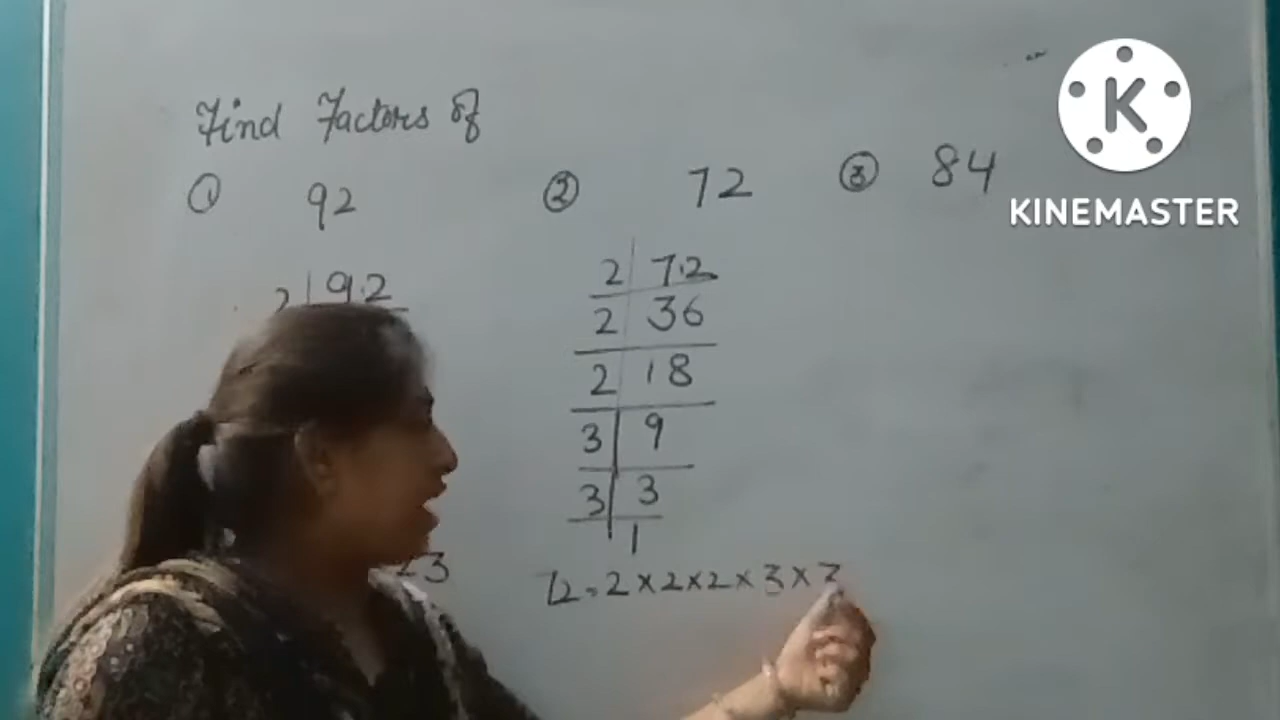 Find Factors of
① 92 ② 72 ③ 84
2 92
2 72
2 36
2 18
3 9
3 3
1
23
72 = 2 × 2 × 2 × 3 × 3
K
KINEMASTER